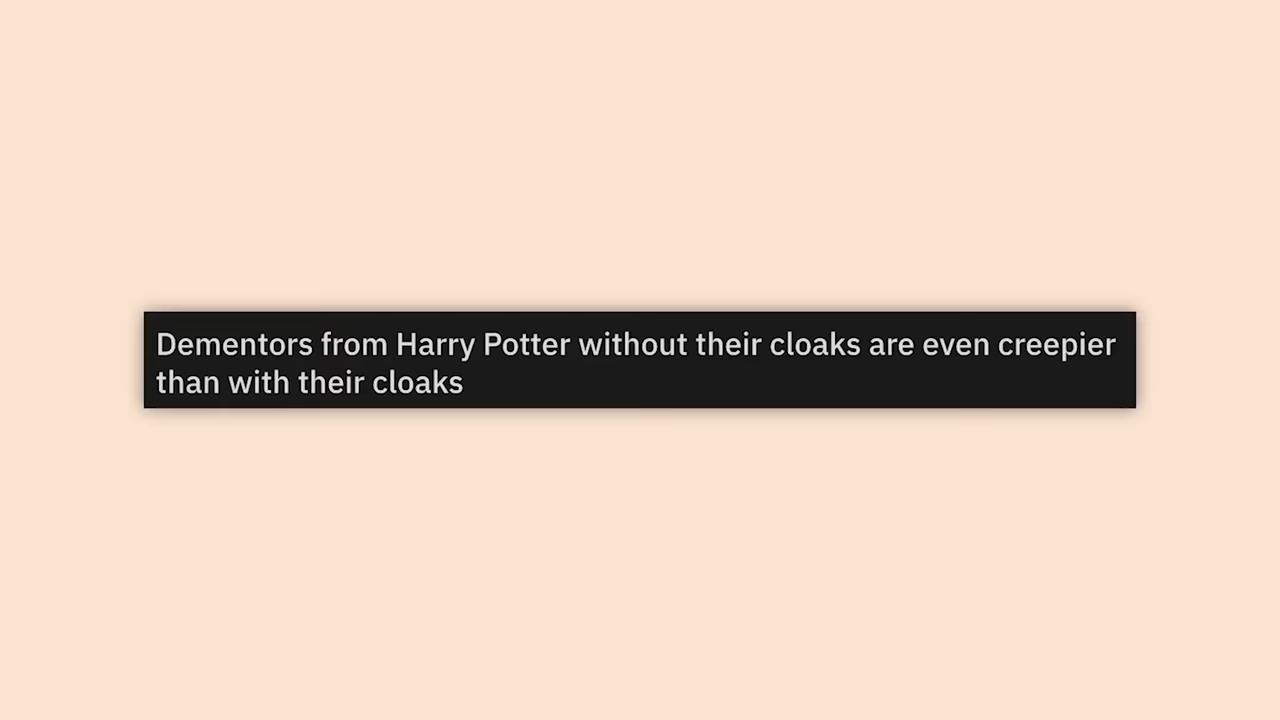 Dementors from Harry Potter without their cloaks are even creepier
than with their cloaks